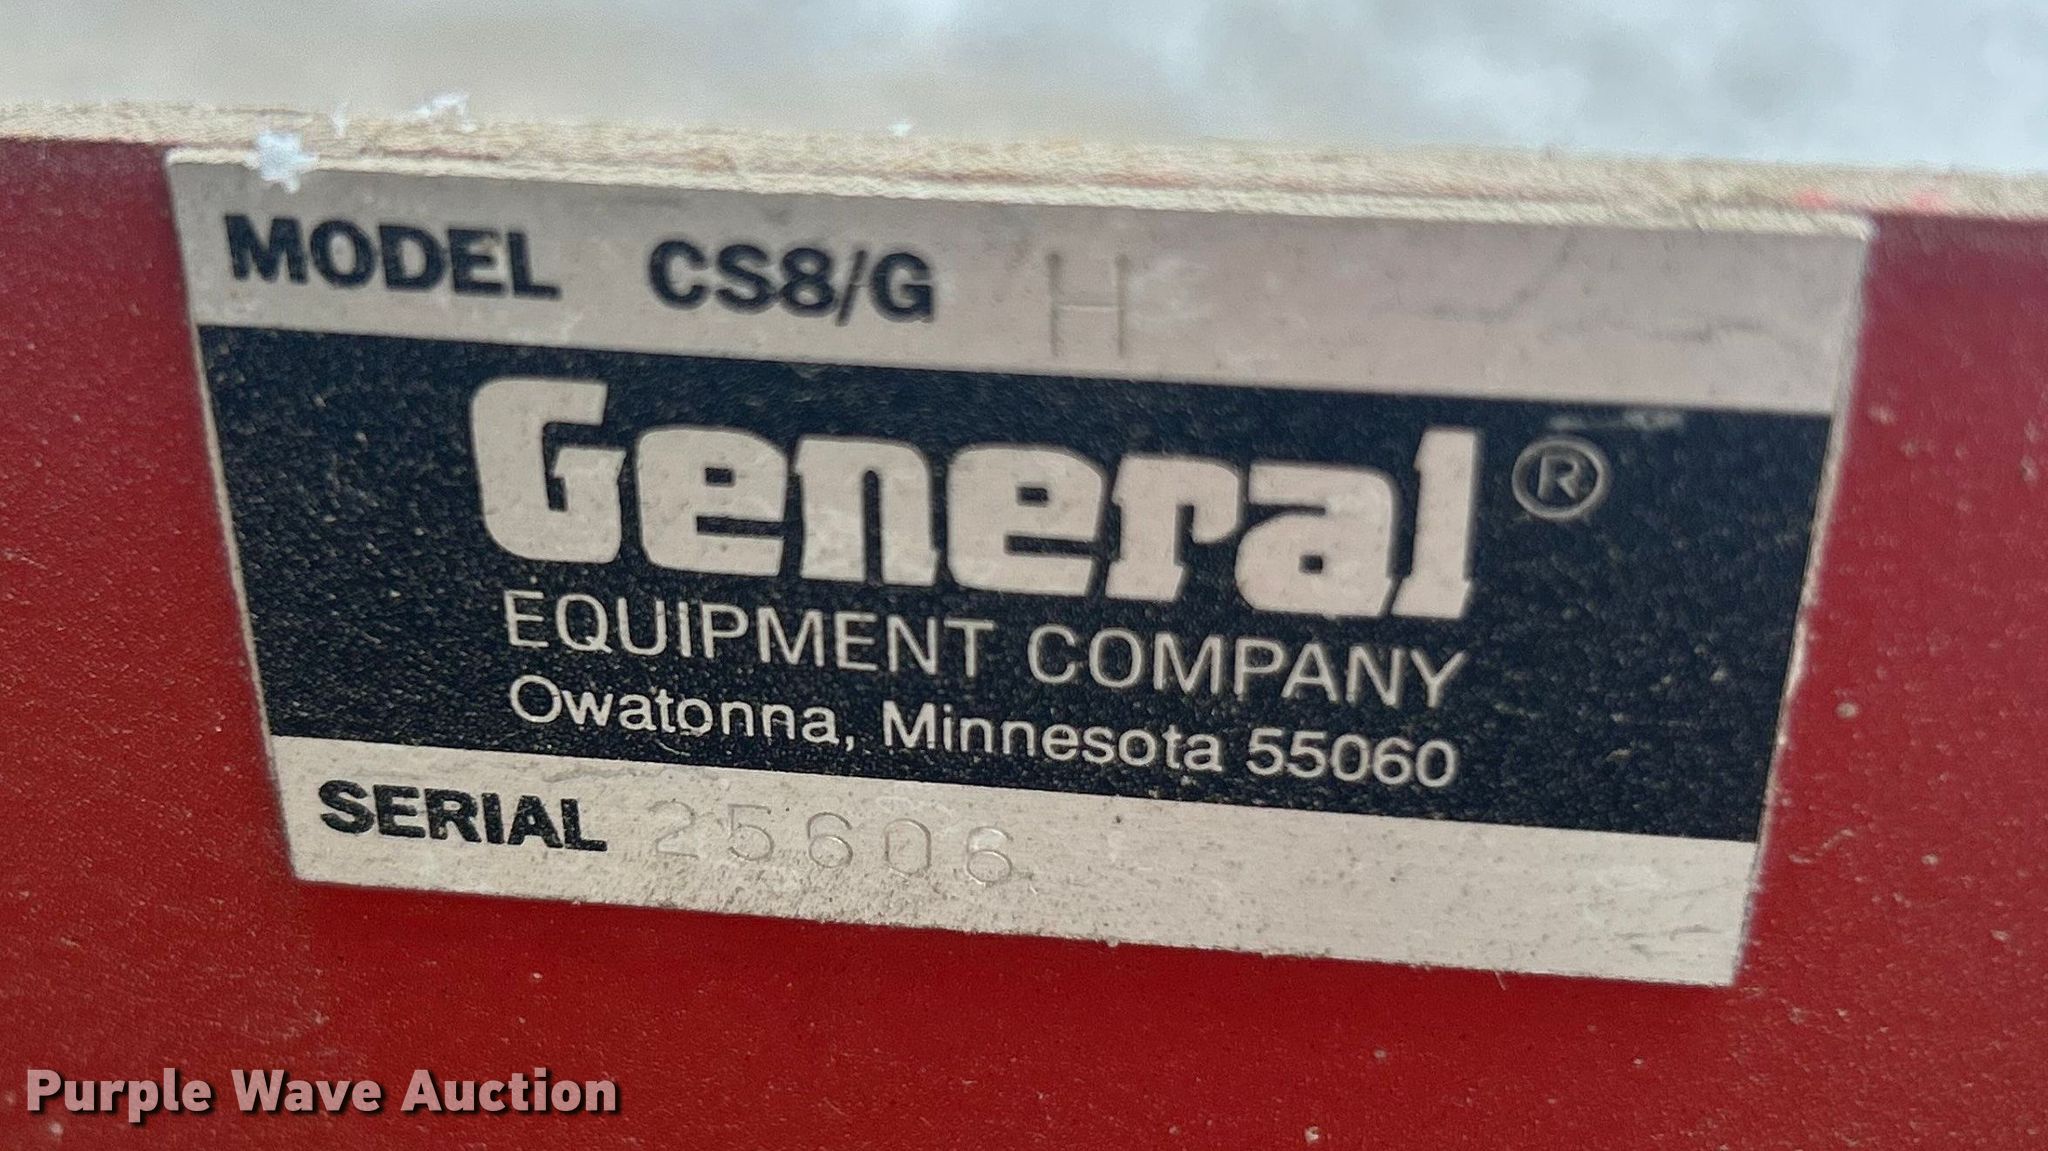 MODEL CS8/G H
General ®
EQUIPMENT COMPANY
Owatonna, Minnesota 55060
SERIAL 25606
Purple Wave Auction